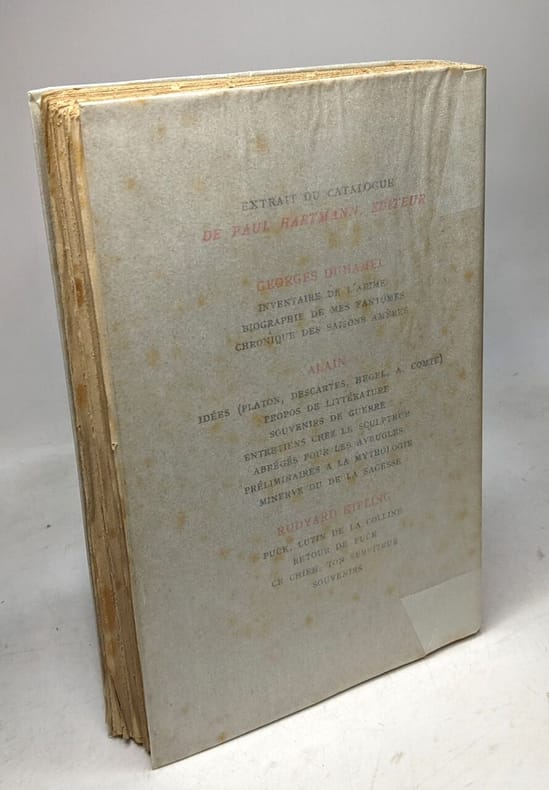 EXTRAIT DU CATALOGUE
DE PAUL HARTMANN, EDITEUR
GEORGES DUHAMEL
INVENTAIRE DE L'ABIME
BIOGRAPHIE DE MES FANTOMES
CHRONIQUE DES SAISONS AMÈRES
ALAIN
IDÉES (PLATON, DESCARTES, HEGEL, A. COMTE)
PROPOS DE LITTÉRATURE
SOUVENIRS DE GUERRE
ENTRETIENS CHEZ LE SCULPTEUR
ABRÉGÉS POUR LES AVEUGLES
PRÉLIMINAIRES A LA MYTHOLOGIE
MINERVE OU DE LA SAGESSE
RUDYARD KIPLING
PUCK, LUTIN DE LA COLLINE
RETOUR DE PUCK
CE CHIEN, TON SERVITEUR
SOUVENIRS